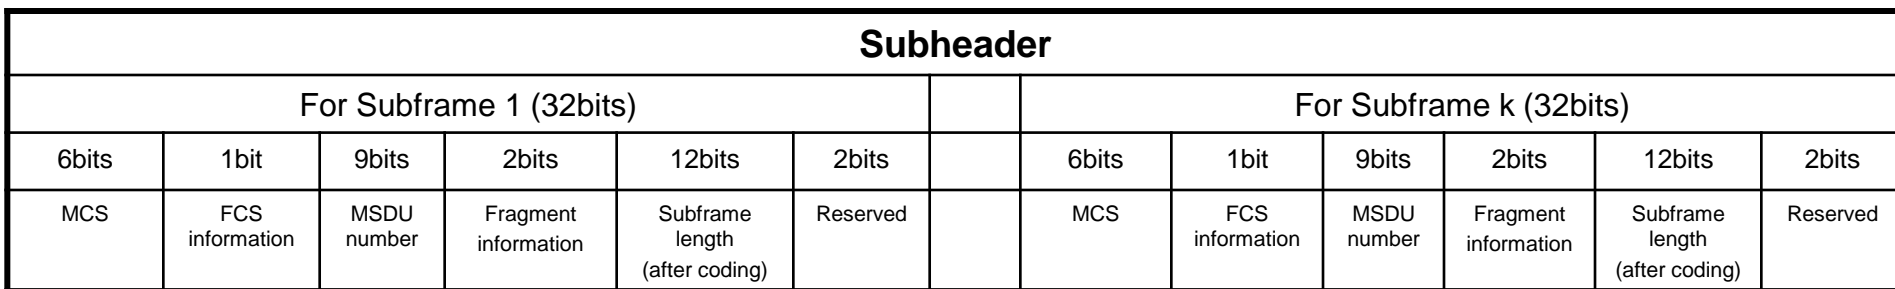 Subheader
For Subframe 1 (32bits) For Subframe k (32bits)
6bits 1bit 9bits 2bits 12bits 2bits 6bits 1bit 9bits 2bits 12bits 2bits
MCS FCS MSDU Fragment Subframe Reserved MCS FCS MSDU Fragment Subframe Reserved
information number information length information number information length
(after coding) (after coding)